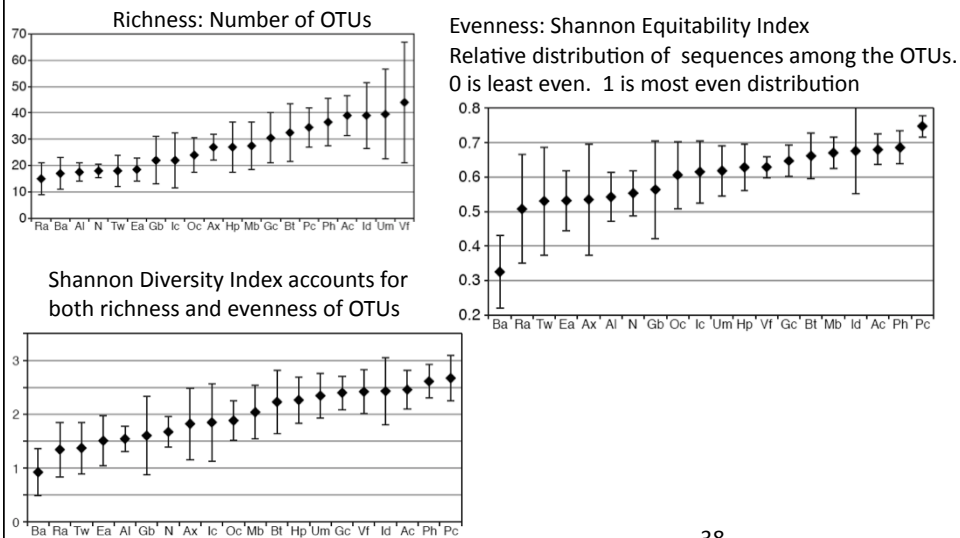 Richness: Number of OTUs
70
60
50
40
30
20
10
0
Ra Ba Al N Tw Ea Gb Ic Oc Ax Hp Mb Gc Bt Pc Ph Ac Id Um Vf
Evenness: Shannon Equitability Index
Relative distribution of sequences among the OTUs.
0 is least even. 1 is most even distribution
0.8
0.7
0.6
0.5
0.4
0.3
0.2
Ba Ra Tw Ea Ax Al N Gb Oc Ic Um Hp Vf Gc Bt Mb Id Ac Ph Pc
Shannon Diversity Index accounts for
both richness and evenness of OTUs
3
2
1
0
Ba Ra Tw Ea Al Gb N Ax Ic Oc Mb Bt Hp Um Gc Vf Id Ac Ph Pc
38